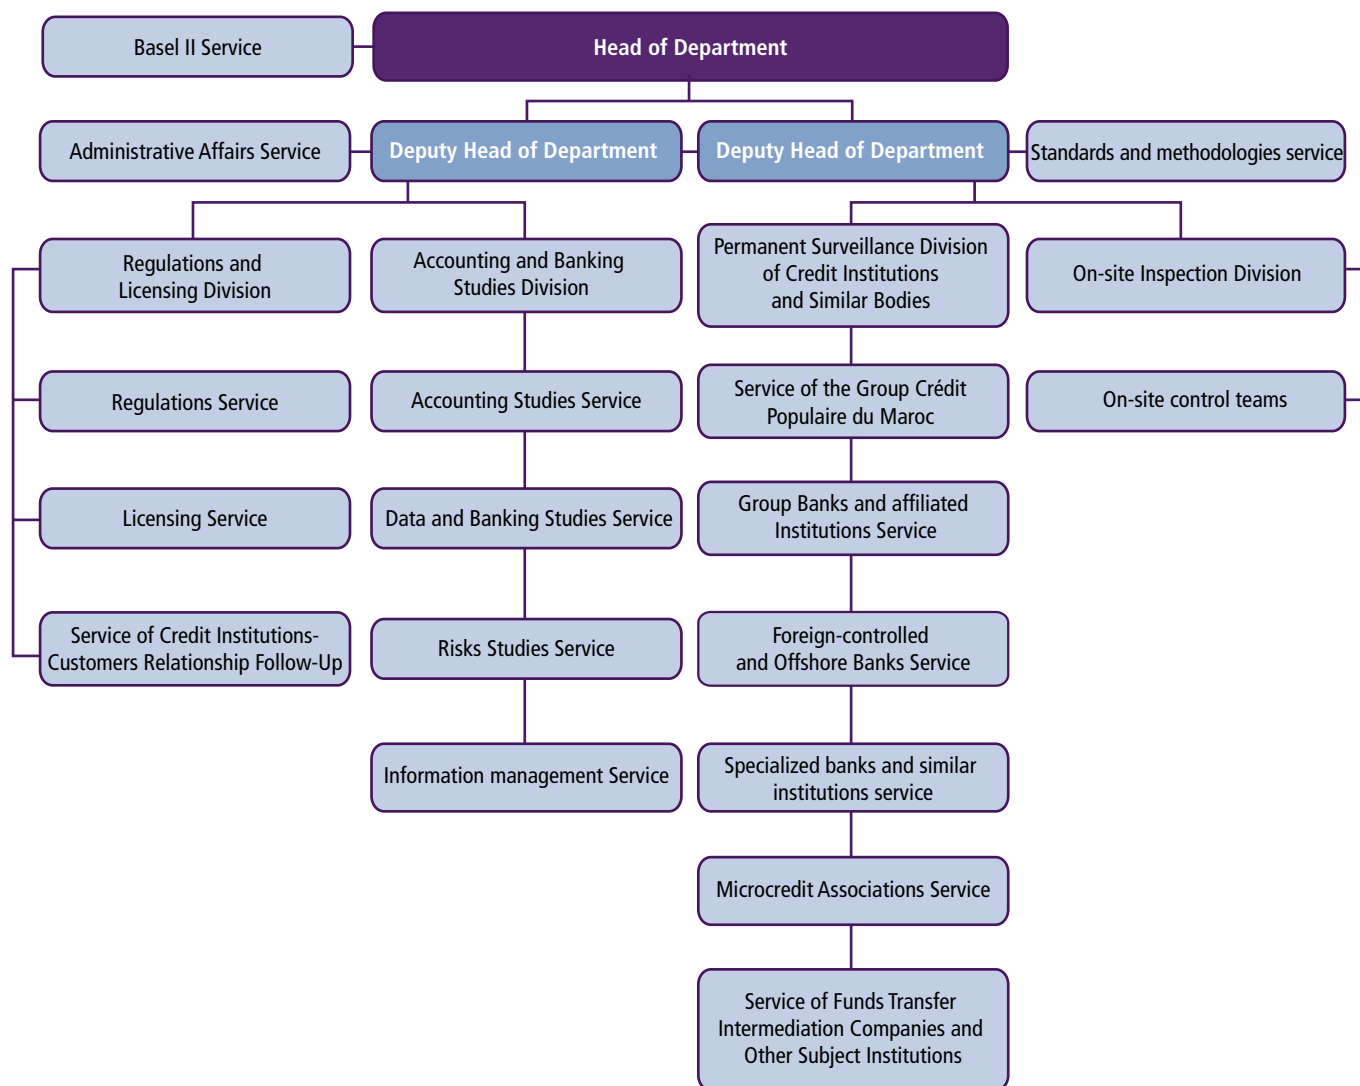 Basel II Service
Head of Department
Administrative Affairs Service
Deputy Head of Department
Deputy Head of Department
Standards and methodologies service
Regulations and
Licensing Division
Accounting and Banking
Studies Division
Permanent Surveillance Division
of Credit Institutions
and Similar Bodies
On-site Inspection Division
Regulations Service
Accounting Studies Service
Service of the Group Crédit
Populaire du Maroc
On-site control teams
Licensing Service
Data and Banking Studies Service
Group Banks and affiliated
Institutions Service
Service of Credit Institutions-
Customers Relationship Follow-Up
Risks Studies Service
Foreign-controlled
and Offshore Banks Service
Information management Service
Specialized banks and similar
institutions service
Microcredit Associations Service
Service of Funds Transfer
Intermediation Companies and
Other Subject Institutions